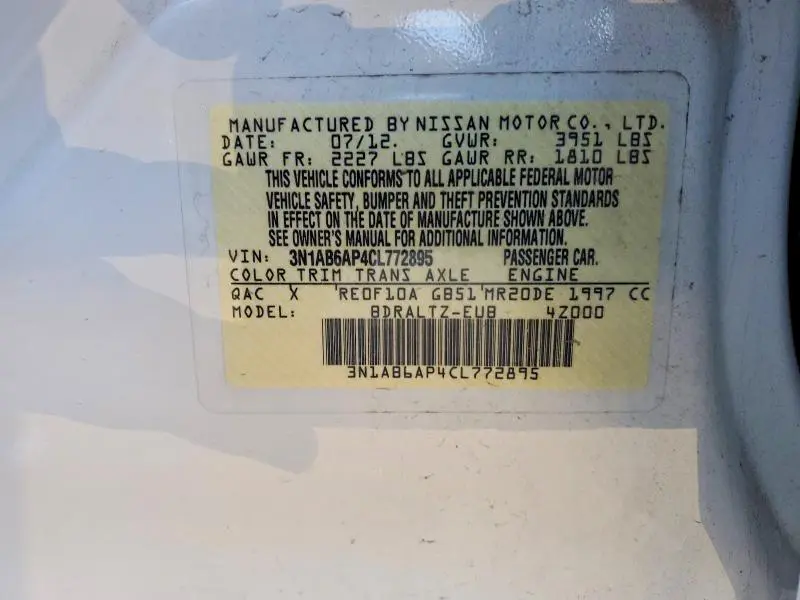 MANUFACTURED BY NISSAN MOTOR CO., LTD.
DATE: 07/12. GVWR: 3951 LBS
GAWR FR: 2227 LBS GAWR RR: 1810 LBS
THIS VEHICLE CONFORMS TO ALL APPLICABLE FEDERAL MOTOR
VEHICLE SAFETY, BUMPER AND THEFT PREVENTION STANDARDS
IN EFFECT ON THE DATE OF MANUFACTURE SHOWN ABOVE.
SEE OWNER'S MANUAL FOR ADDITIONAL INFORMATION.
VIN: 3N1AB6AP4CL772895 PASSENGER CAR.
COLOR TRIM TRANS AXLE ENGINE
QAC X RE0F10A GB51 MR20DE 1997 CC
MODEL: BDRALTZ-EUB 4Z000
3N1AB6AP4CL772895